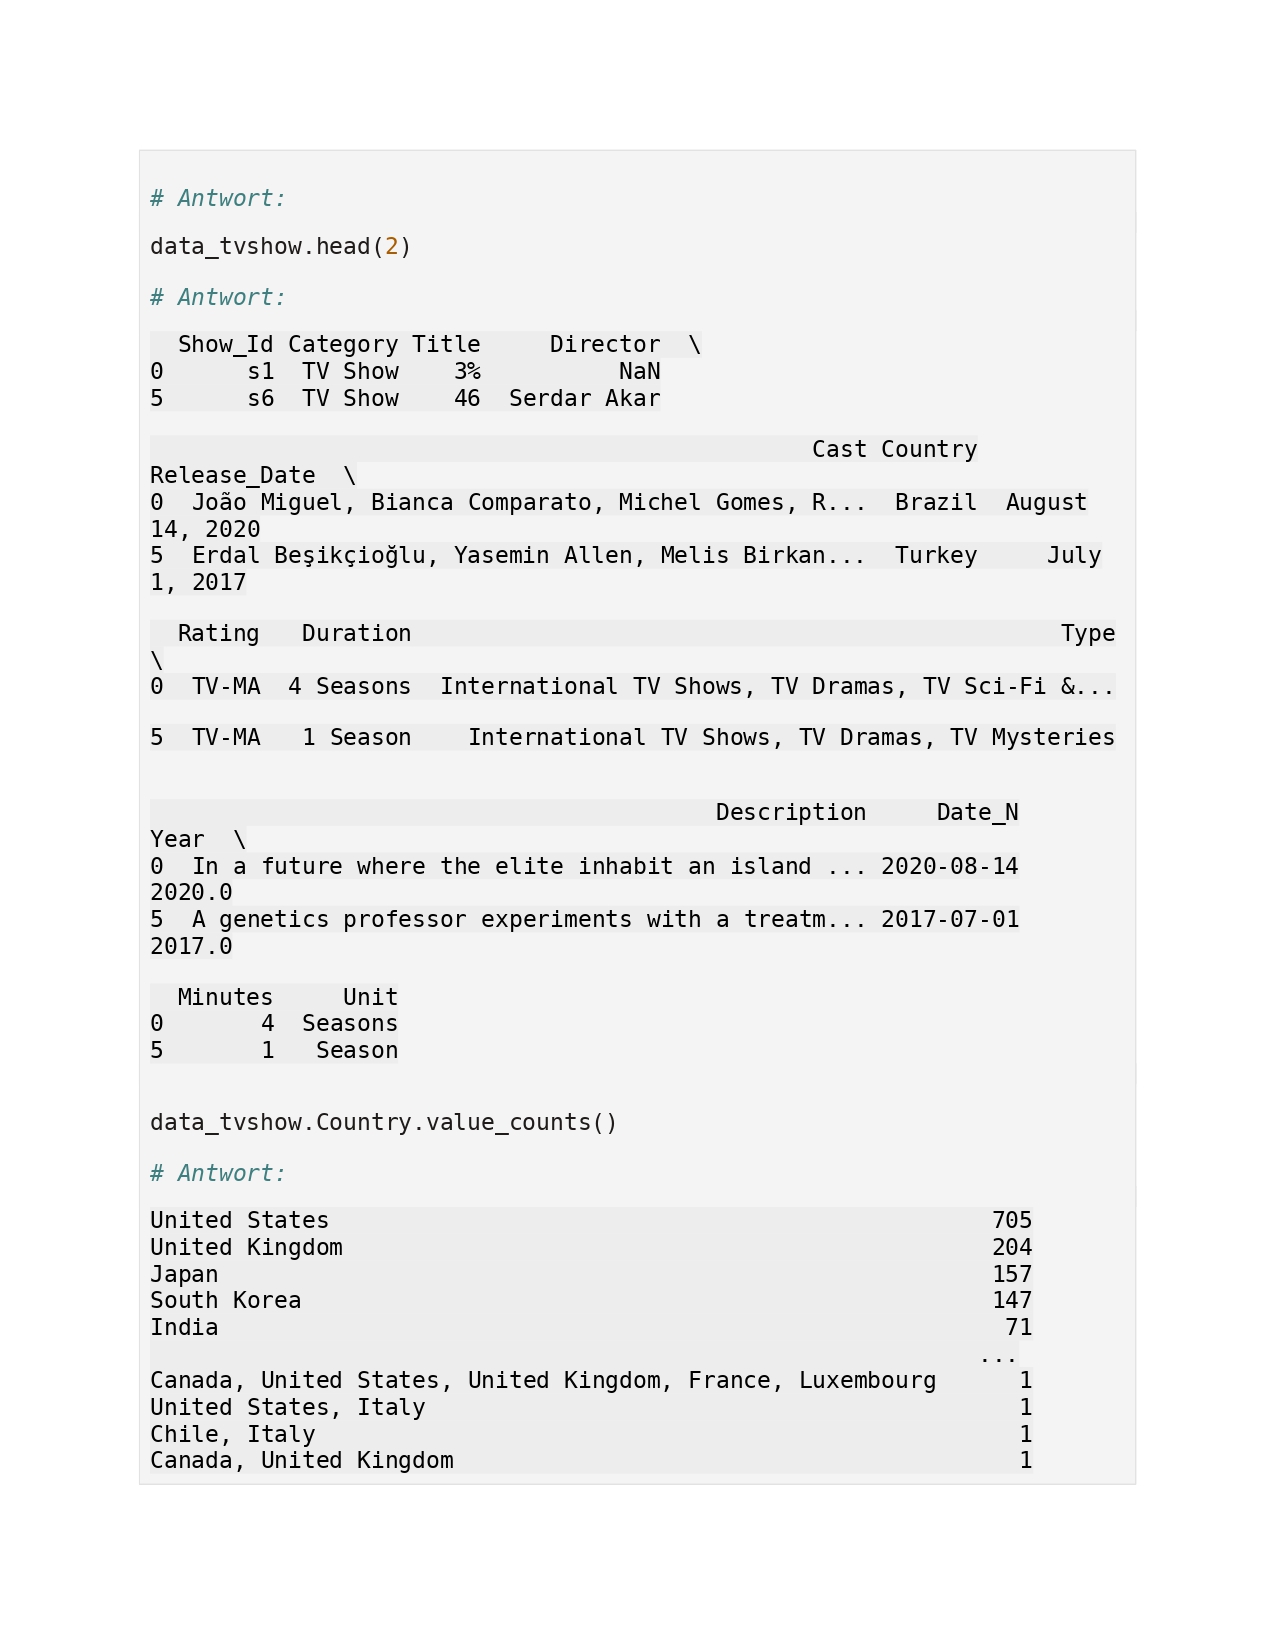 # Antwort:
data_tvshow.head(2)
# Antwort:
  Show_Id Category Title     Director  \
0      s1  TV Show    3%          NaN
5      s6  TV Show    46  Serdar Akar
                                                Cast Country
Release_Date  \
0  João Miguel, Bianca Comparato, Michel Gomes, R...  Brazil  August
14, 2020
5  Erdal Beşikçioğlu, Yasemin Allen, Melis Birkan...  Turkey     July
1, 2017
  Rating   Duration                                               Type
\
0  TV-MA  4 Seasons  International TV Shows, TV Dramas, TV Sci-Fi &...
5  TV-MA   1 Season    International TV Shows, TV Dramas, TV Mysteries
                                         Description     Date_N
Year  \
0  In a future where the elite inhabit an island ... 2020-08-14
2020.0
5  A genetics professor experiments with a treatm... 2017-07-01
2017.0
  Minutes     Unit
0       4  Seasons
5       1   Season
data_tvshow.Country.value_counts()
# Antwort:
United States                                                705
United Kingdom                                               204
Japan                                                        157
South Korea                                                  147
India                                                         71
                                                            ...
Canada, United States, United Kingdom, France, Luxembourg      1
United States, Italy                                           1
Chile, Italy                                                   1
Canada, United Kingdom                                         1